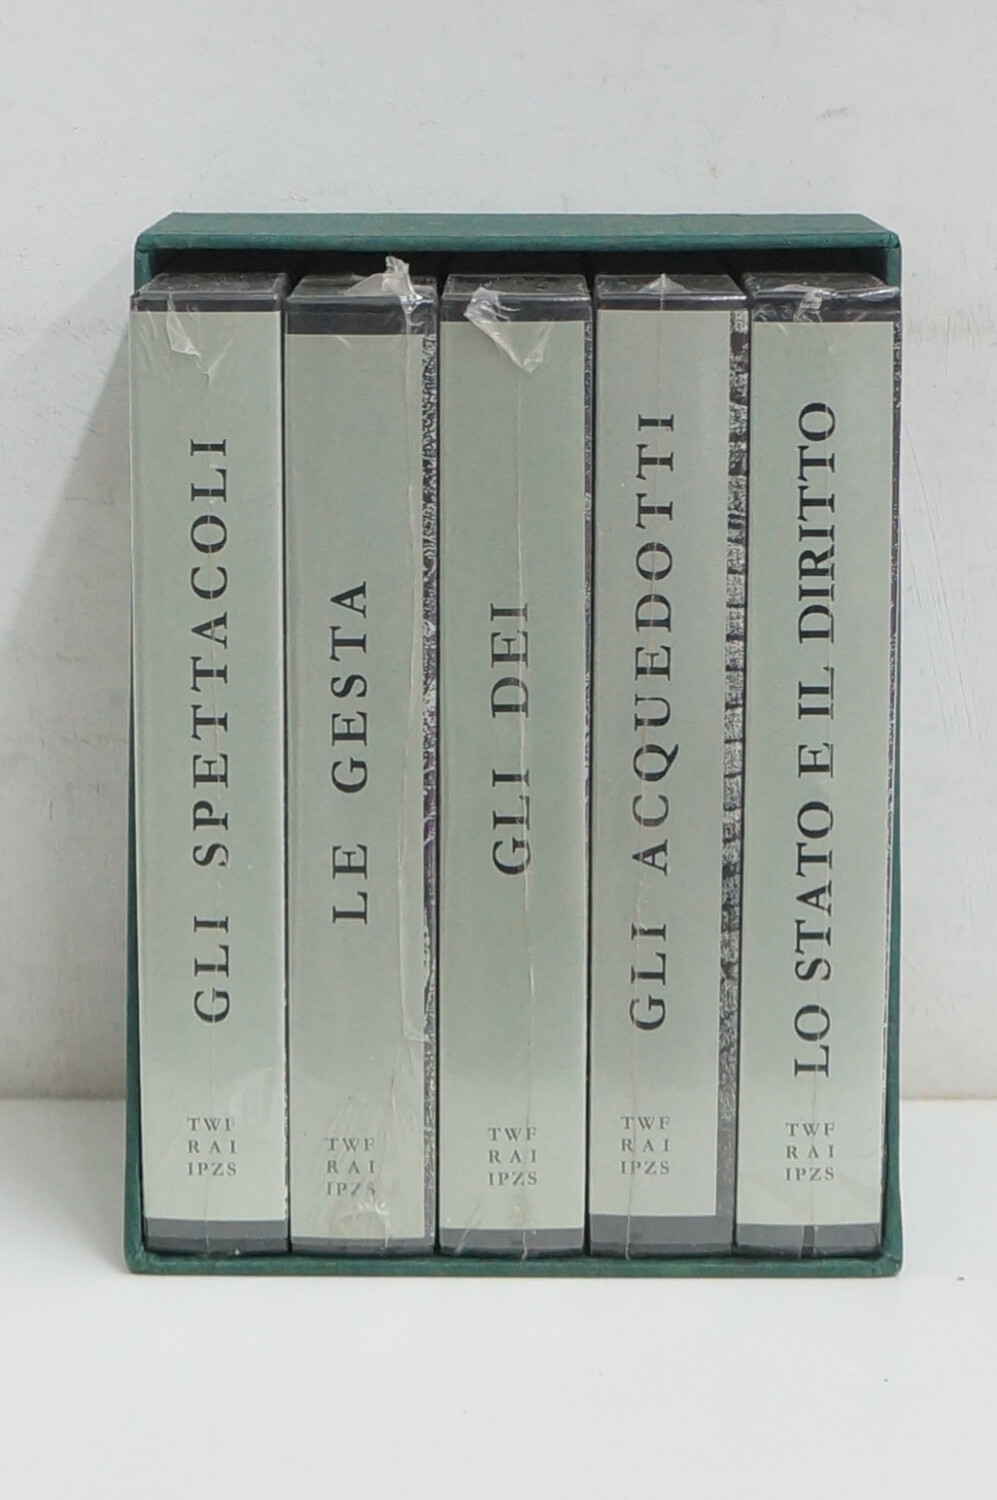 GLI SPETTACOLI
TWF
RAI
IPZS
LE GESTA
TWF
RAI
IPZS
GLI DEI
TWF
RAI
IPZS
GLI ACQUEDOTTI
TWF
RAI
IPZS
LO STATO E IL DIRITTO
TWF
RAI
IPZS